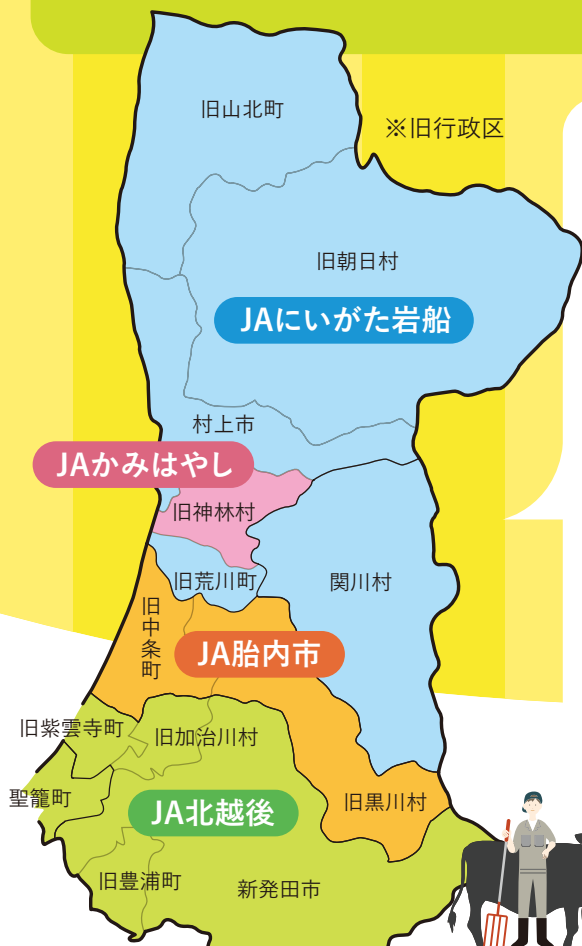 旧山北町
※旧行政区
旧朝日村
JAにいがた岩船
村上市
JAかみはやし
旧神林村
旧荒川町
関川村
旧中条町
JA胎内市
旧紫雲寺町
旧加治川村
聖籠町
旧黒川村
JA北越後
旧豊浦町
新発田市